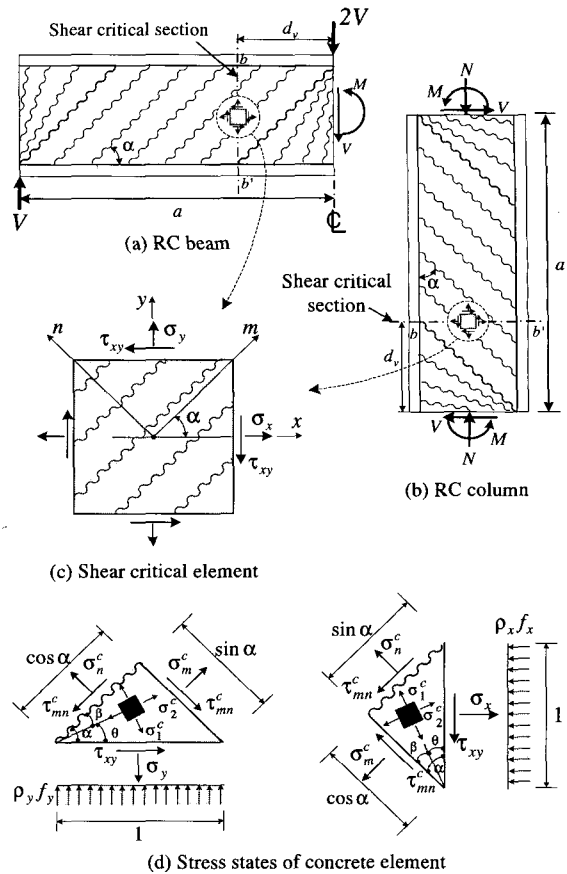 Shear critical section
d_v
2V
b
M
V
α
b'
V
a
℄
(a) RC beam
N
M
V
a
α
Shear critical section
b
b'
d_v
V
M
N
(b) RC column
y
n
τ_xy
σ_y
m
α
σ_x
x
τ_xy
(c) Shear critical element
cos α
σ_n^c
sin α
σ_m^c
τ_mn^c
τ_mn^c
σ_2^c
β
α
θ
σ_1^c
τ_xy
σ_y
ρ_y f_y
1
sin α
σ_n^c
τ_mn^c
σ_1^c
σ_2^c
σ_x
ρ_x f_x
1
τ_xy
β
θ
α
σ_m^c
τ_mn^c
cos α
(d) Stress states of concrete element